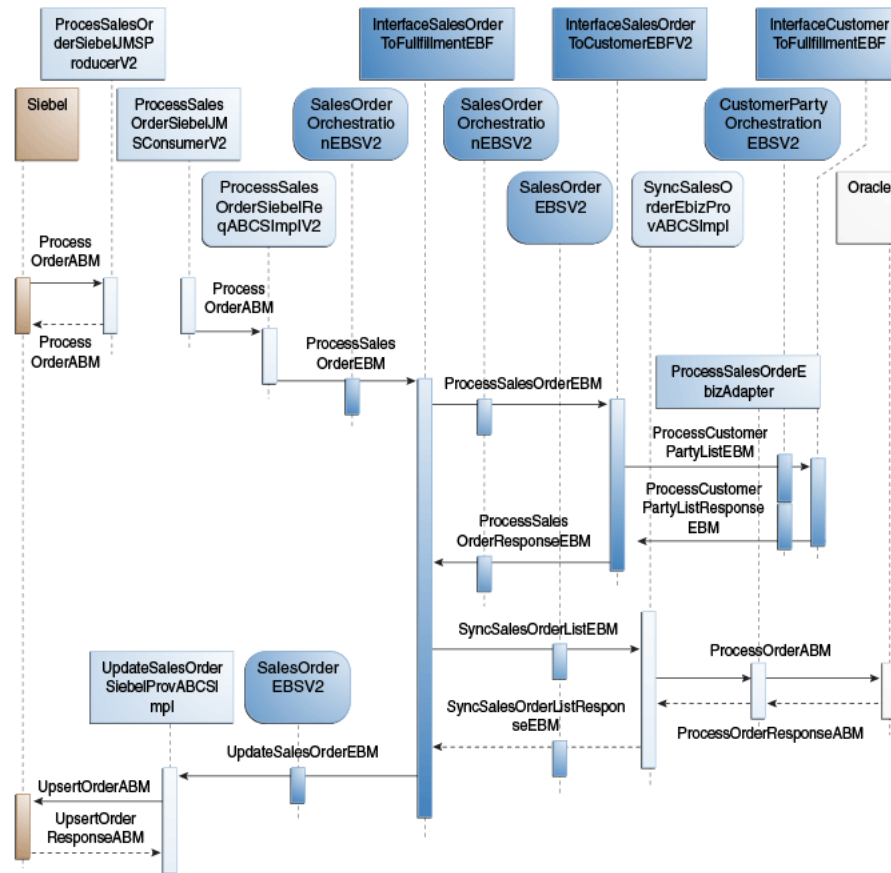 ProcesSalesOr
derSiebelJMSP
roducerV2
InterfaceSalesOrder
ToFullfillmentEBF
InterfaceSalesOrder
ToCustomerEBFV2
InterfaceCustomer
ToFullfillmentEBF
Siebel
ProcessSales
OrderSiebelJM
SConsumerV2
SalesOrder
Orchestratio
nEBSV2
SalesOrder
Orchestratio
nEBSV2
CustomerParty
Orchestration
EBSV2
ProcessSales
OrderSiebelRe
qABCSImplV2
SalesOrder
EBSV2
SyncSalesO
rderEbizPro
vABCSImpl
Oracle
Process
OrderABM
Process
OrderABM
Process
OrderABM
ProcessSales
OrderEBM
ProcessSalesOrderEBM
ProcessSalesOrderE
bizAdapter
ProcessCustomer
PartyListEBM
ProcessCustomer
PartyListResponse
EBM
ProcessSales
OrderResponseEBM
SyncSalesOrderListEBM
ProcessOrderABM
UpdateSalesOrder
SiebelProvABCSI
mpl
SalesOrder
EBSV2
SyncSalesOrderListRespon
seEBM
ProcessOrderResponseABM
UpdateSalesOrderEBM
UpsertOrderABM
UpsertOrder
ResponseABM